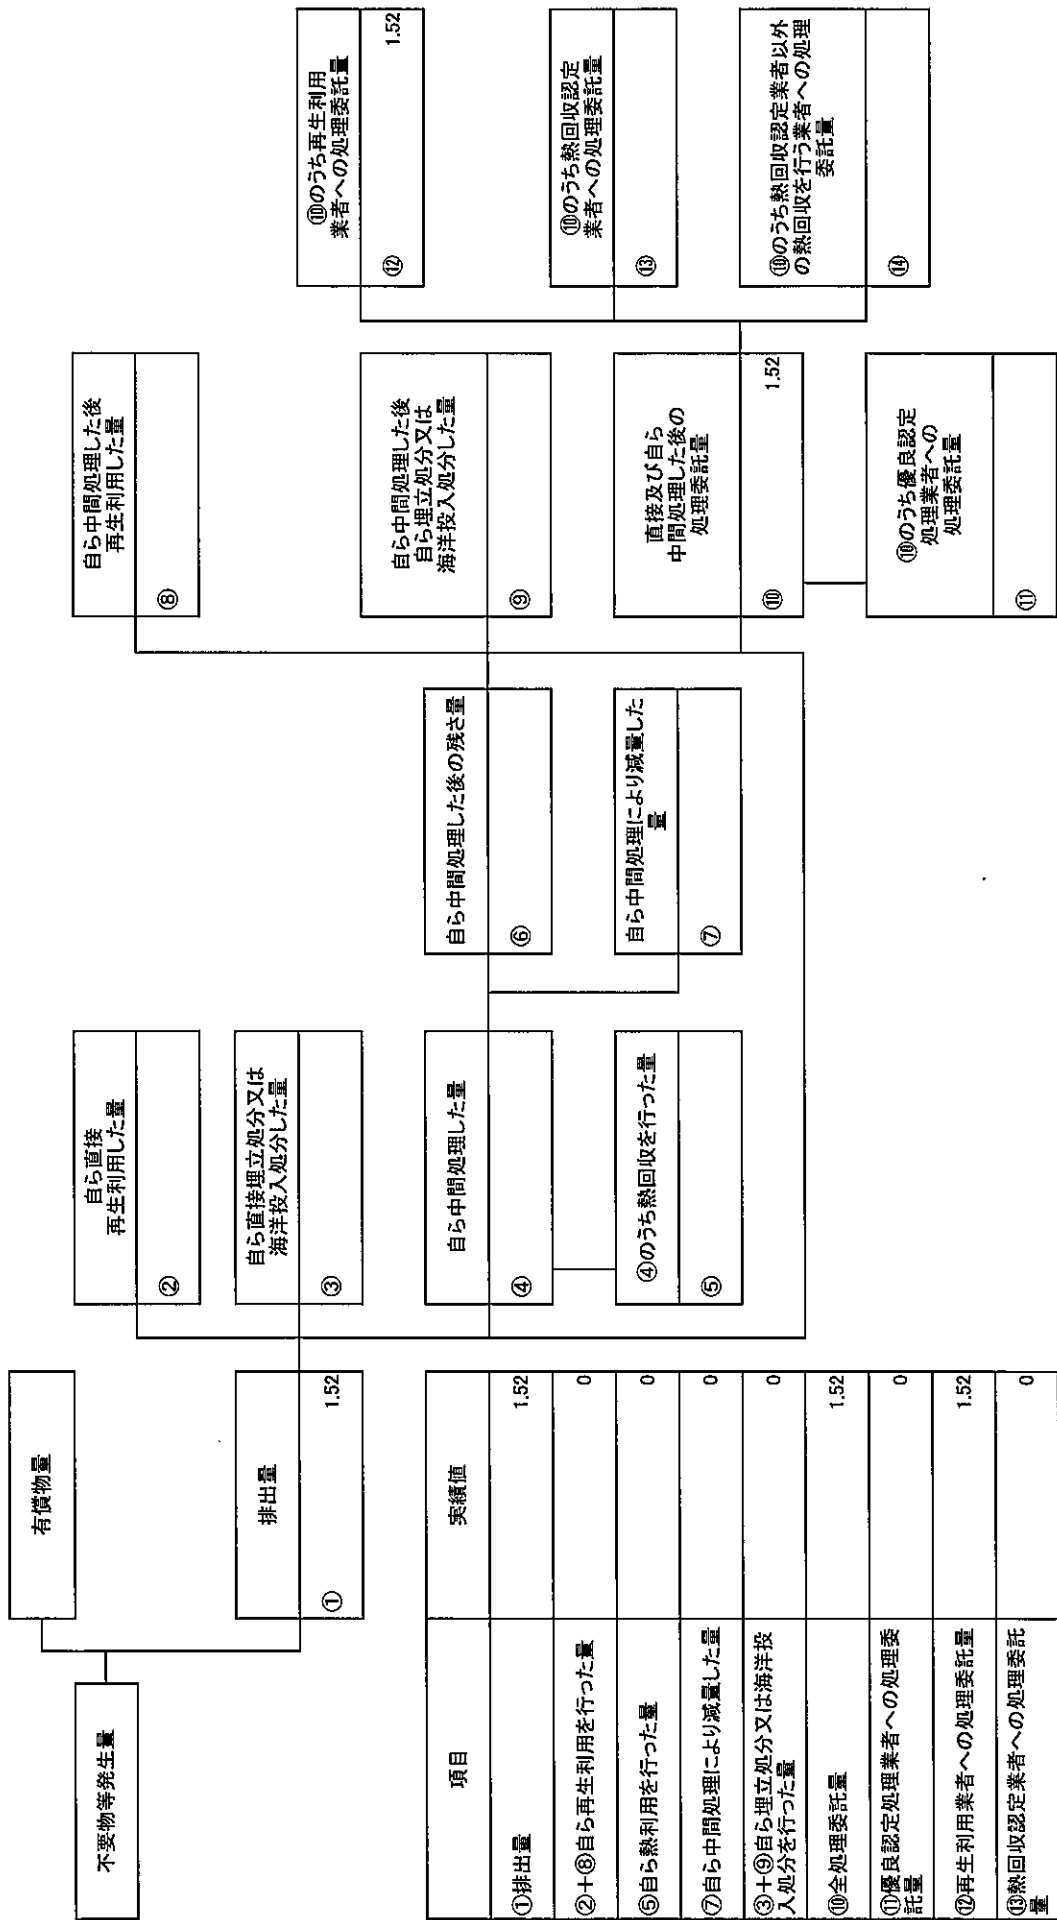 不要物等発生量
有償物量
排出量
①
1.52
自ら直接
再生利用した量
②
自ら直接埋立処分又は
海洋投入処分した量
③
自ら中間処理した量
④
④のうち熱回収を行った量
⑤
自ら中間処理した後の残さ量
⑥
自ら中間処理により減量した
量
⑦
自ら中間処理した後
再生利用した量
⑧
自ら中間処理した後
自ら埋立処分又は
海洋投入処分した量
⑨
直接及び自ら
中間処理した後の
処理委託量
⑩
1.52
⑩のうち優良認定
処理業者への
処理委託量
⑪
⑩のうち再生利用
業者への処理委託量
⑫
1.52
⑩のうち熱回収認定
業者への処理委託量
⑬
⑩のうち熱回収認定業者以外
の熱回収を行う業者への処理
委託量
⑭
項目 実績値
①排出量 1.52
②+⑧自ら再生利用を行った量 0
⑤自ら熱利用を行った量 0
⑦自ら中間処理により減量した量 0
③+⑨自ら埋立処分又は海洋投
入処分を行った量 0
⑩全処理委託量 1.52
⑪優良認定処理業者への処理委
託量 0
⑫再生利用業者への処理委託量 1.52
⑬熱回収認定業者への処理委託
量 0